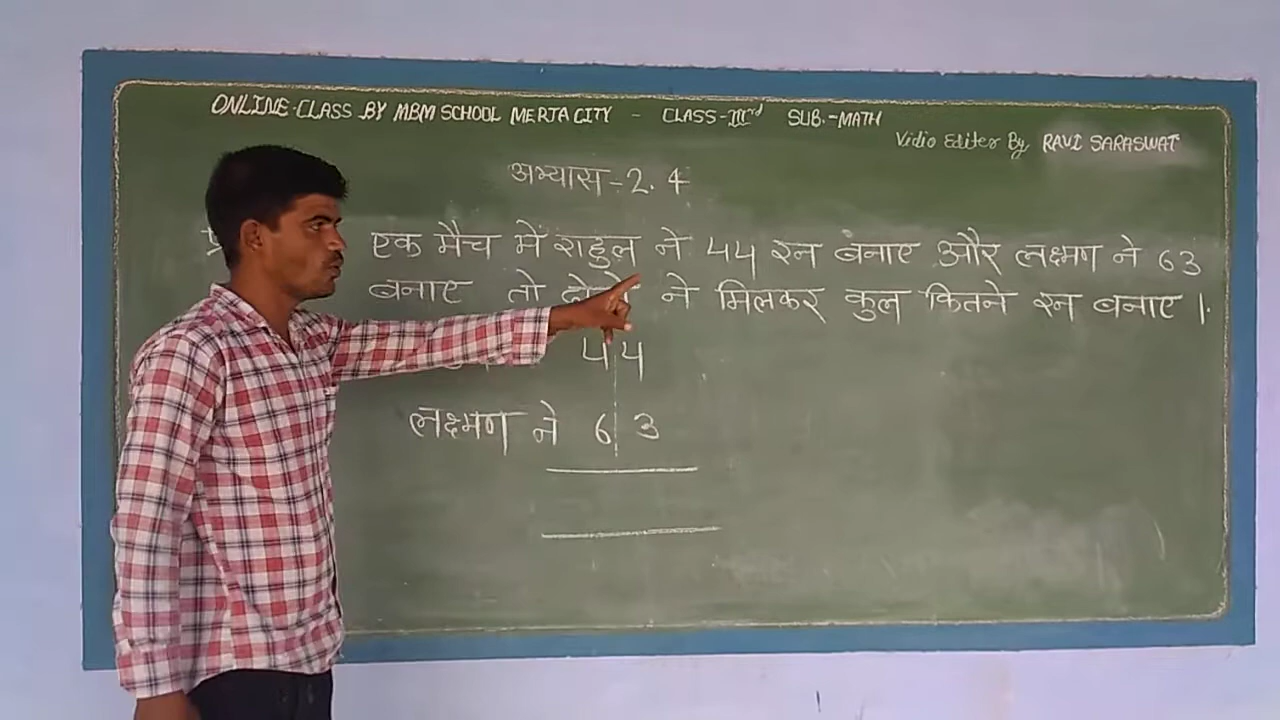 ONLINE CLASS BY MBM SCHOOL MERTA CITY - CLASS-IIIrd SUB.-MATH
Vidio Editer By RAVI SARASWAT
अभ्यास-2.4
एक मैच में राहुल ने 44 रन बनाए और लक्ष्मण ने 63
बनाए तो ने मिलकर कुल कितने रन बनाए ।
44
लक्ष्मण ने 63